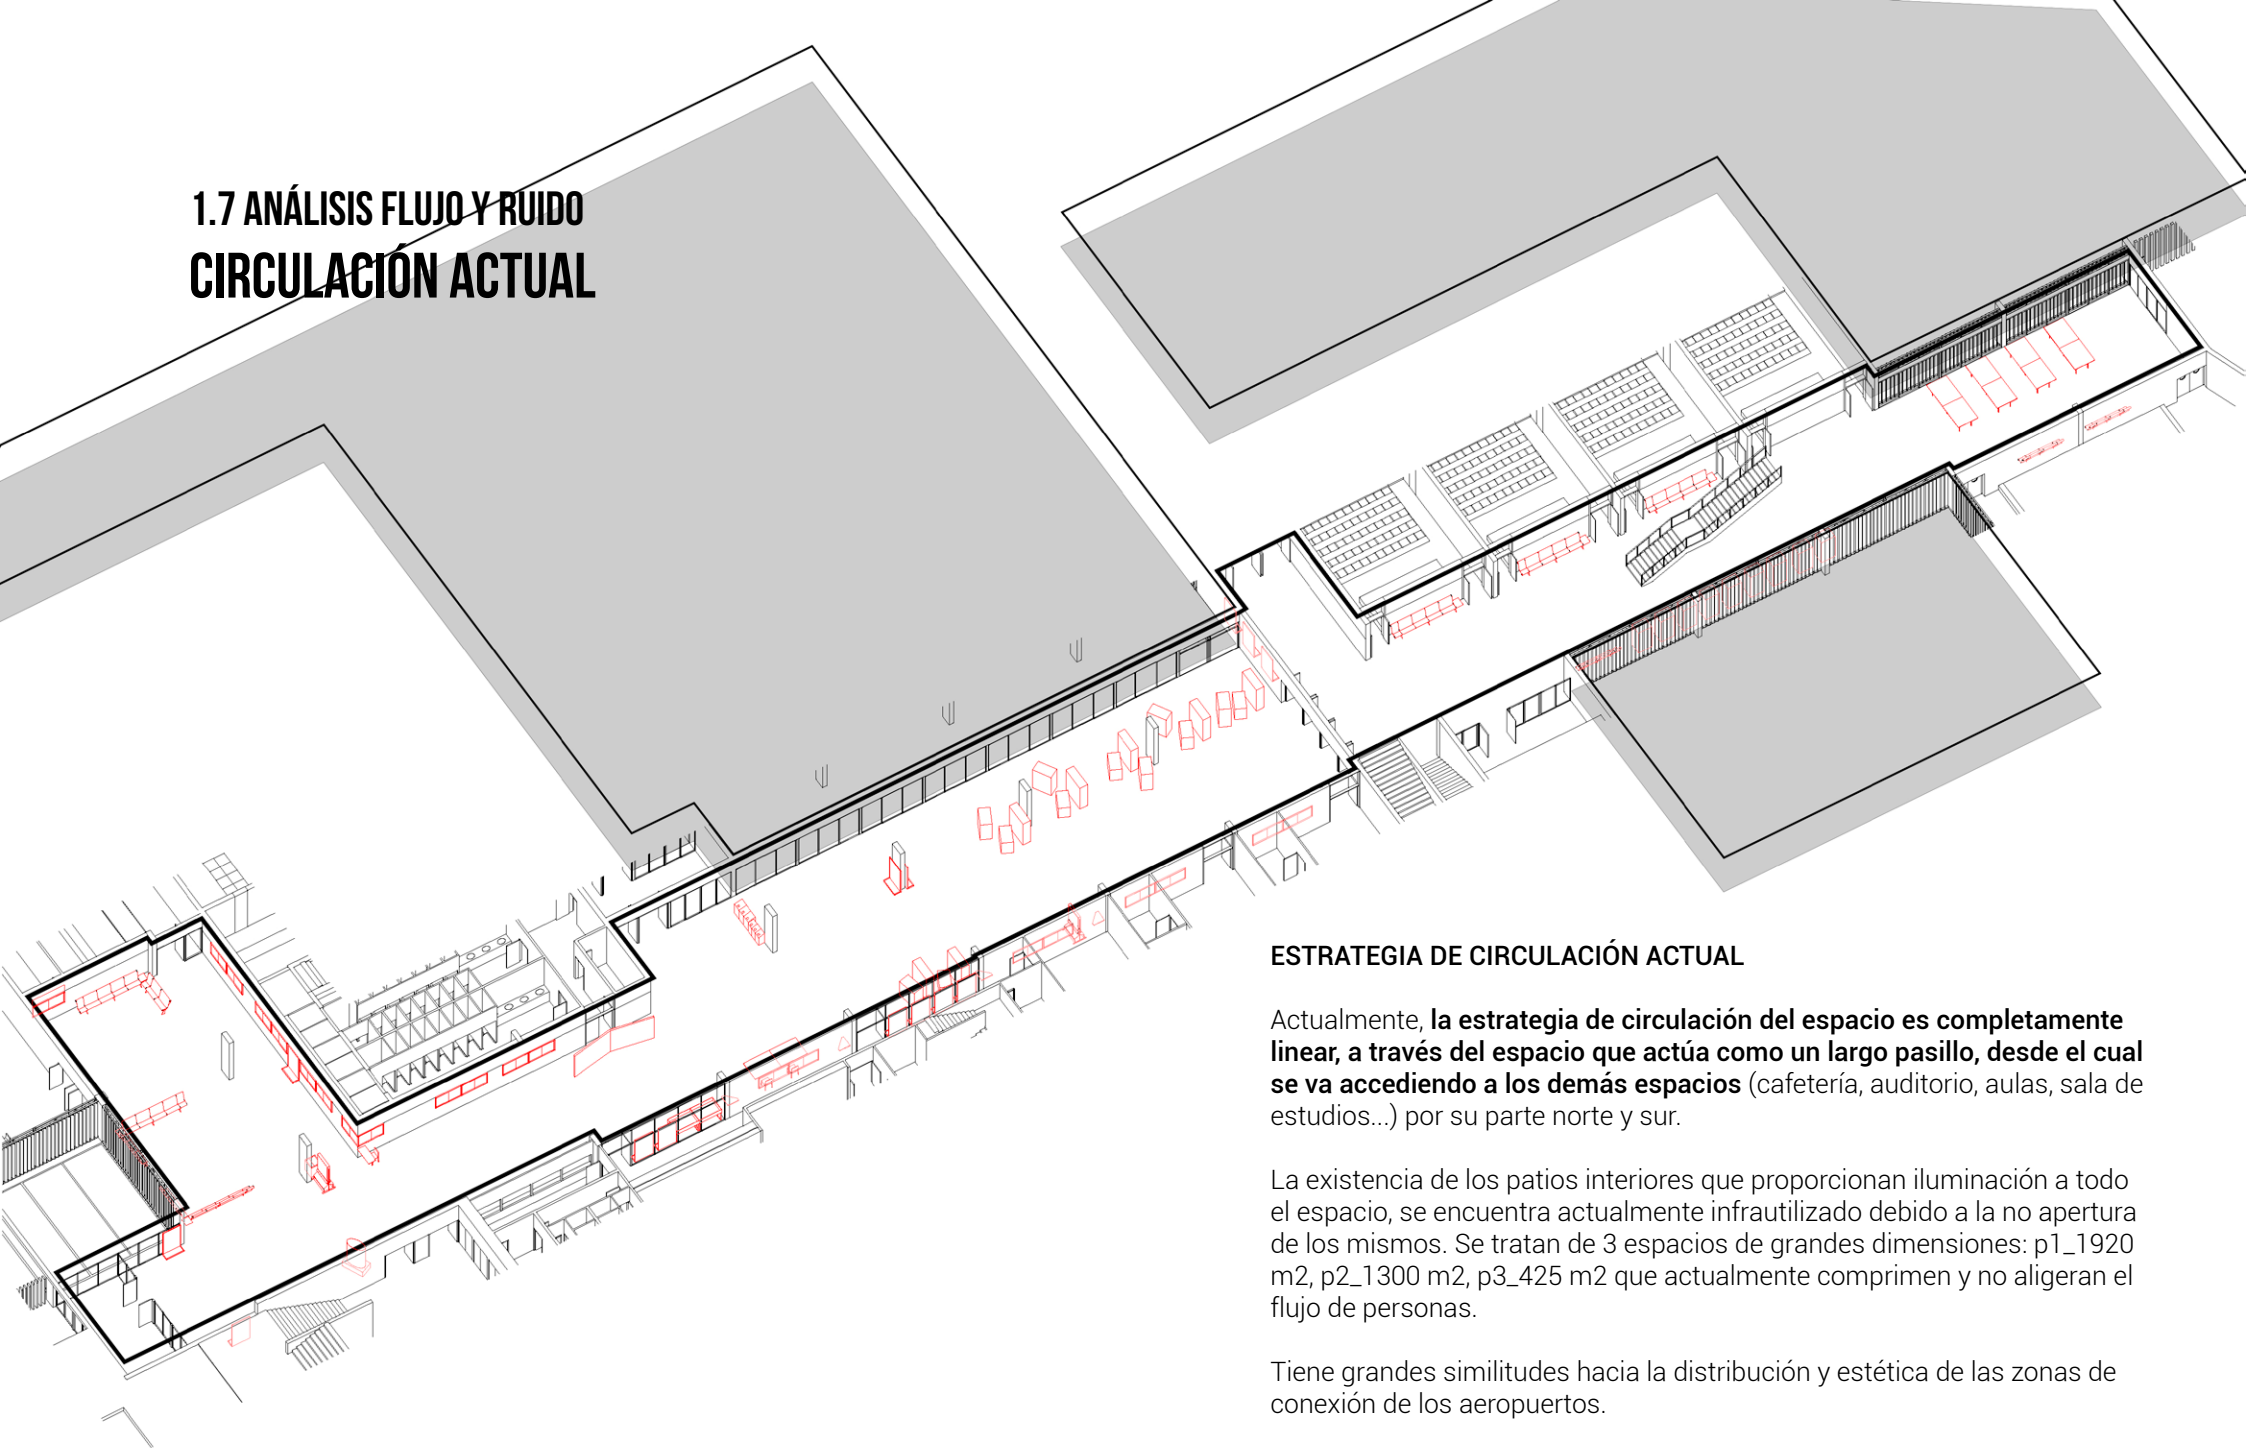 1.7 ANÁLISIS FLUJO Y RUIDO
CIRCULACIÓN ACTUAL
ESTRATEGIA DE CIRCULACIÓN ACTUAL
Actualmente, la estrategia de circulación del espacio es completamente
linear, a través del espacio que actúa como un largo pasillo, desde el cual
se va accediendo a los demás espacios (cafetería, auditorio, aulas, sala de
estudios...) por su parte norte y sur.
La existencia de los patios interiores que proporcionan iluminación a todo
el espacio, se encuentra actualmente infrautilizado debido a la no apertura
de los mismos. Se tratan de 3 espacios de grandes dimensiones: p1_1920
m2, p2_1300 m2, p3_425 m2 que actualmente comprimen y no aligeran el
flujo de personas.
Tiene grandes similitudes hacia la distribución y estética de las zonas de
conexión de los aeropuertos.